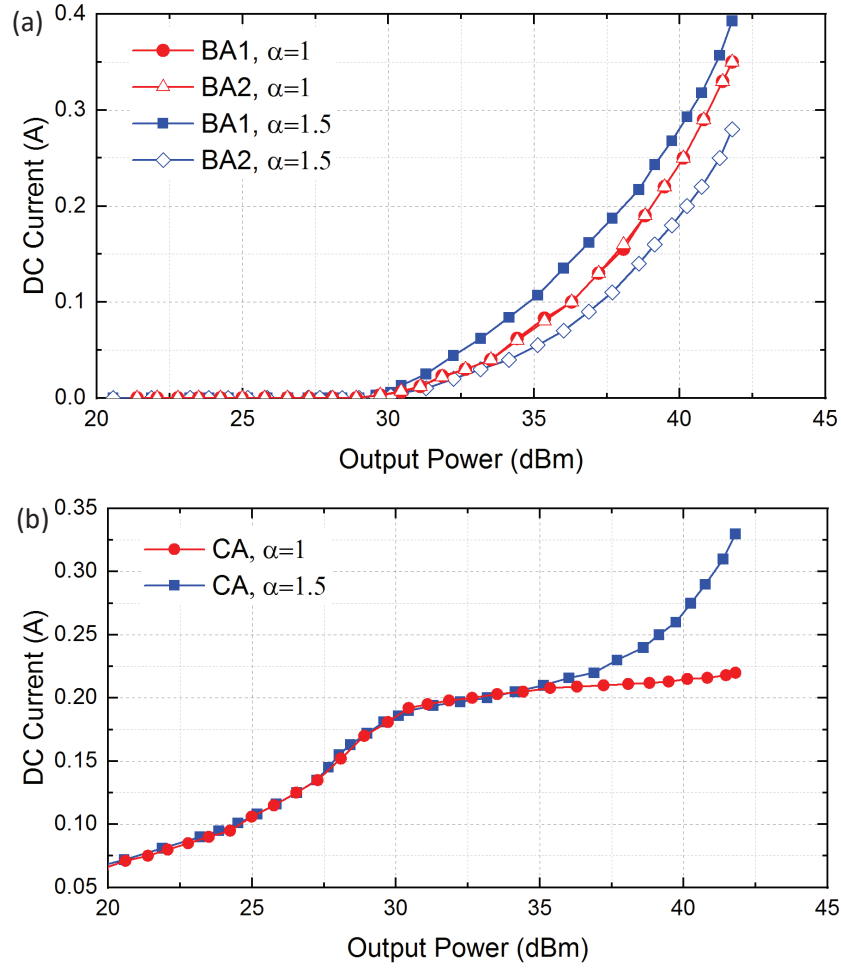 (a)
0.4
0.3
0.2
0.1
0.0
DC Current (A)
BA1, α=1
BA2, α=1
BA1, α=1.5
BA2, α=1.5
20 25 30 35 40 45
Output Power (dBm)
(b)
0.35
0.30
0.25
0.20
0.15
0.10
0.05
DC Current (A)
CA, α=1
CA, α=1.5
20 25 30 35 40 45
Output Power (dBm)